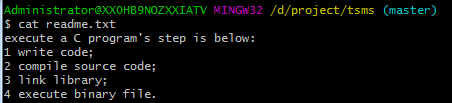 Administrator@XXOHB9NOZXXIATV MINGW32 /d/project/tsms (master)
$ cat readme.txt
execute a C program's step is below:
1 write code;
2 compile source code;
3 link library;
4 execute binary file.